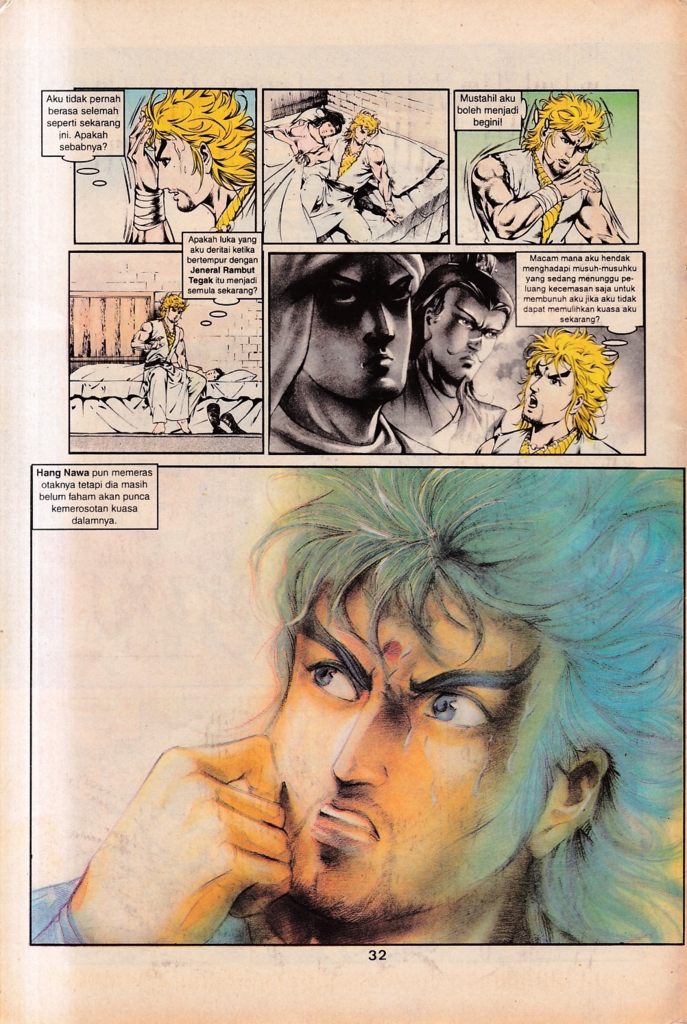 Aku tidak pernah
berasa selemah
seperti sekarang
ini. Apakah
sebabnya?
Mustahil aku
boleh menjadi
begini!
Apakah luka yang
aku deritai ketika
bertempur dengan
Jeneral Rambut
Tegak itu menjadi
semula sekarang?
Macam mana aku hendak
menghadapi musuh-musuhku
yang sedang menunggu pe-
luang kecemasan saja untuk
membunuh aku jika aku tidak
dapat memulihkan kuasa aku
sekarang?
Hang Nawa pun memeras
otaknya tetapi dia masih
belum faham akan punca
kemerosotan kuasa
dalamnya.
32